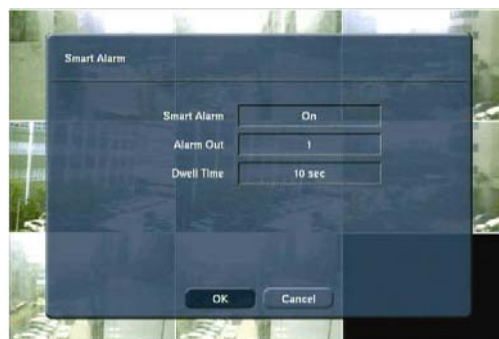 Smart Alarm
Smart Alarm On
Alarm Out 1
Dwell Time 10 sec
OK Cancel